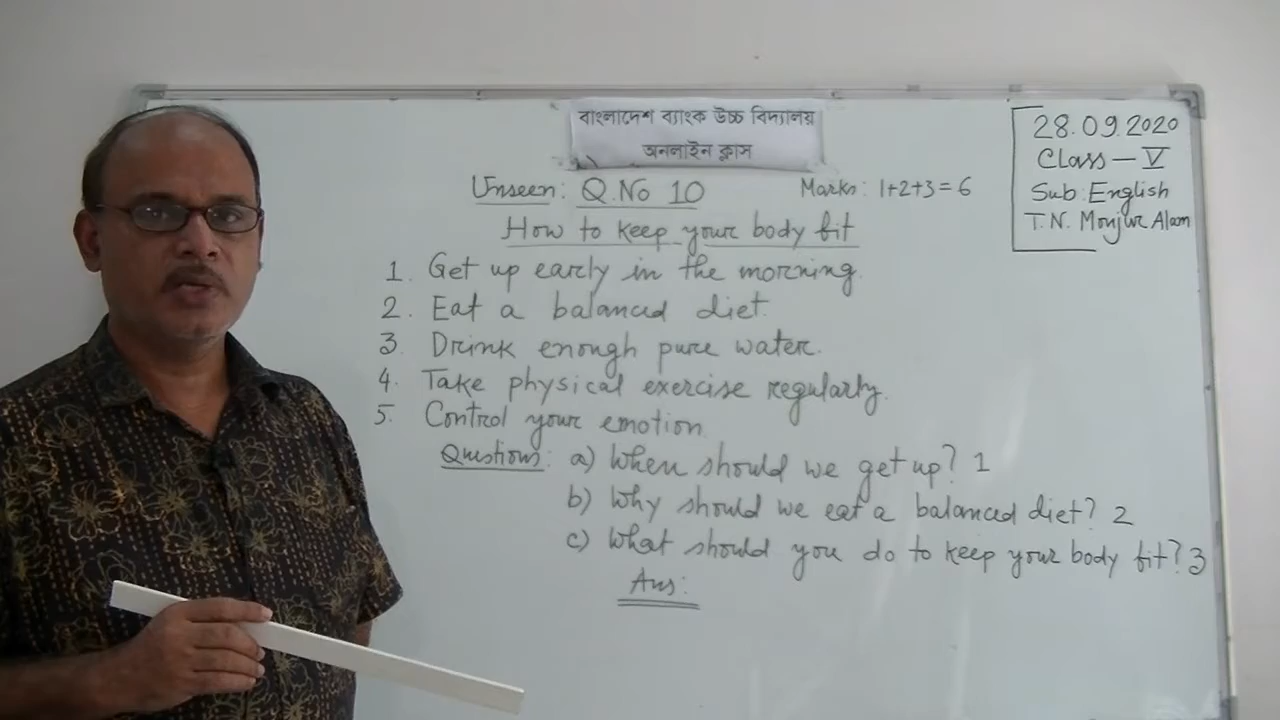 বাংলাদেশ ব্যাংক উচ্চ বিদ্যালয়
অনলাইন ক্লাস
28.09.2020
Class — V
Sub: English
T.N. Monjur Alam
Unseen: Q.No 10 Marks: 1+2+3=6
How to keep your body fit
1. Get up early in the morning.
2. Eat a balanced diet.
3. Drink enough pure water.
4. Take physical exercise regularly.
5. Control your emotion.
Questions: a) When should we get up? 1
b) Why should we eat a balanced diet? 2
c) What should you do to keep your body fit? 3
Ans: